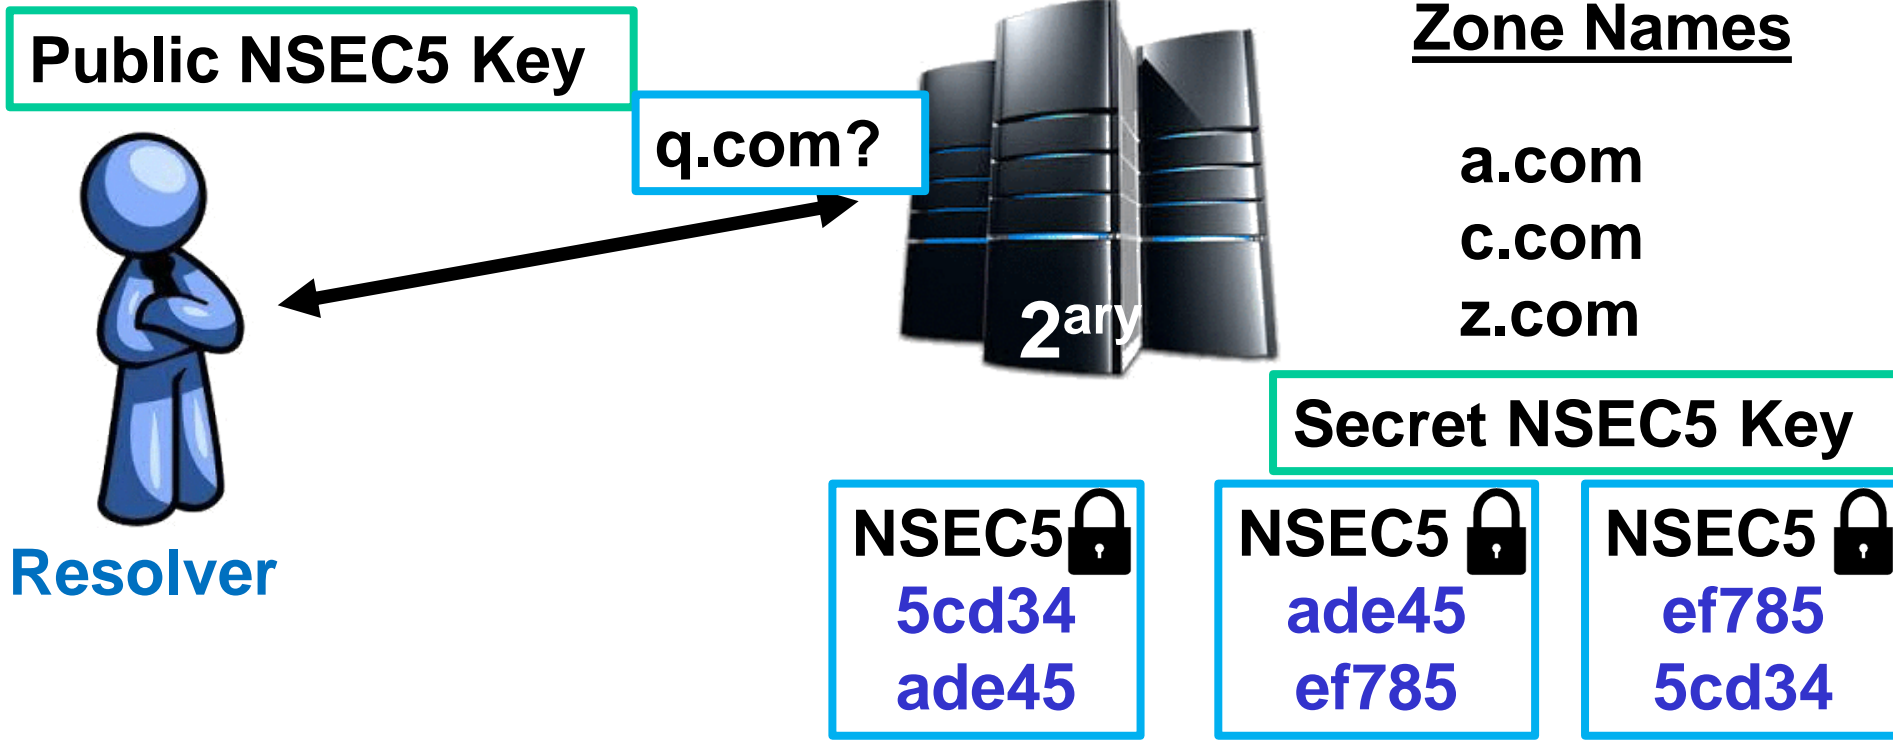 Public NSEC5 Key
q.com?
2ary
Resolver
Zone Names
a.com
c.com
z.com
Secret NSEC5 Key
NSEC5
5cd34
ade45
NSEC5
ade45
ef785
NSEC5
ef785
5cd34